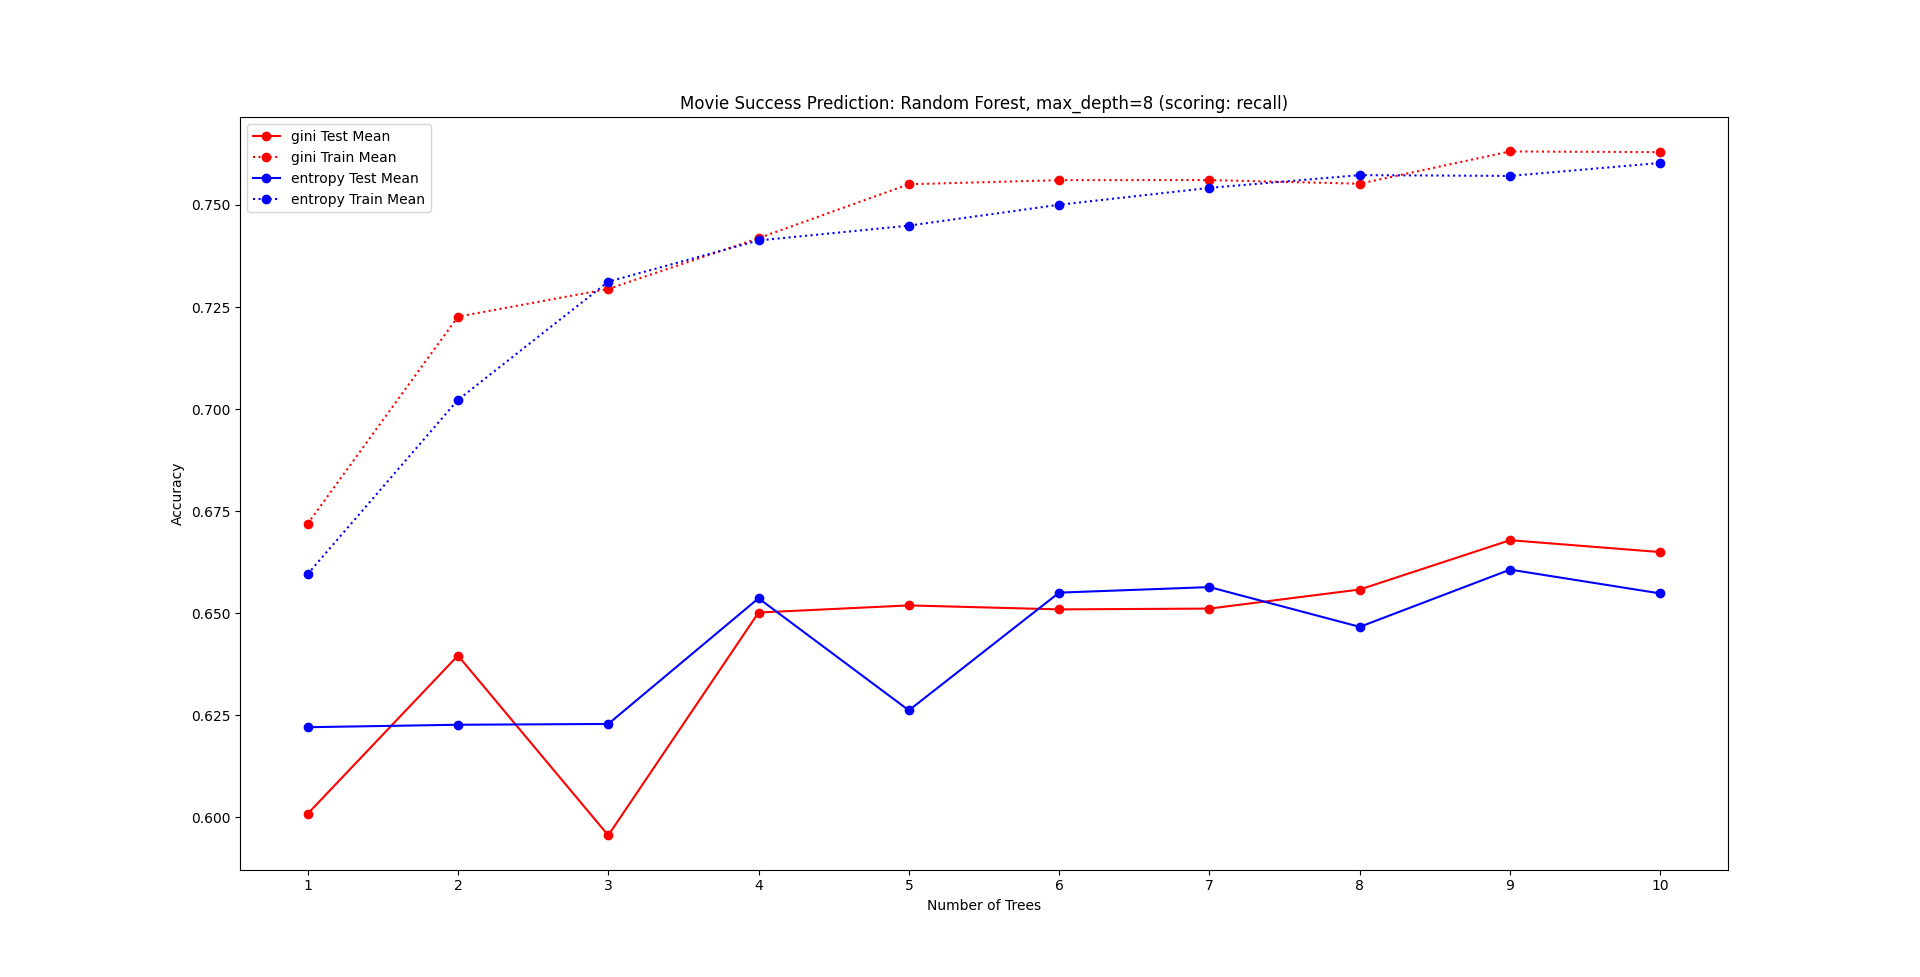 Movie Success Prediction: Random Forest, max_depth=8 (scoring: recall)
gini Test Mean
gini Train Mean
entropy Test Mean
entropy Train Mean
0.750
0.725
0.700
0.675
0.650
0.625
0.600
Accuracy
1 2 3 4 5 6 7 8 9 10
Number of Trees